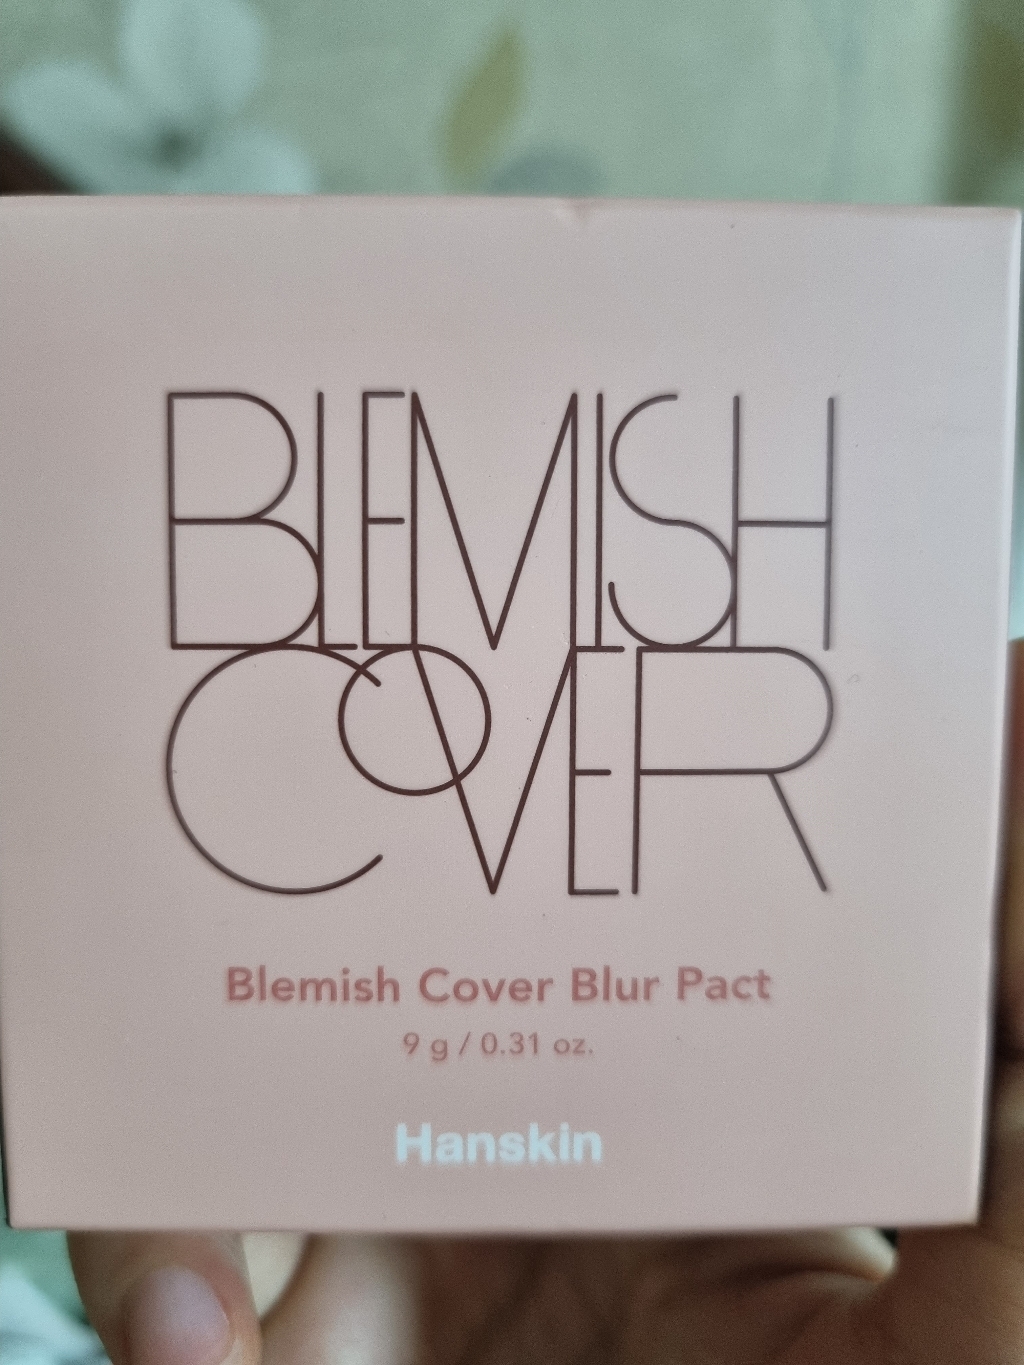 BLEMISH
COVER
Blemish Cover Blur Pact
9 g / 0.31 oz.
Hanskin